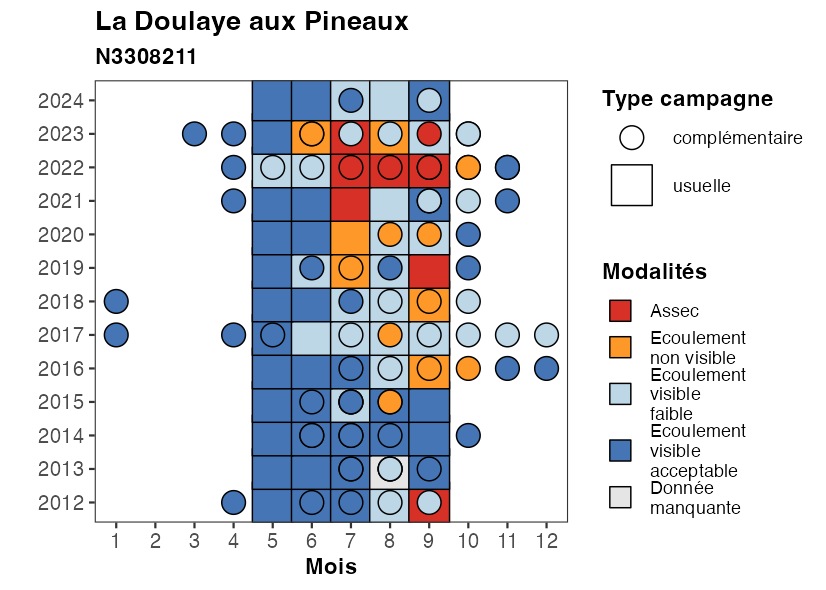 La Doulaye aux Pineaux
N3308211
2024
2023
2022
2021
2020
2019
2018
2017
2016
2015
2014
2013
2012
1 2 3 4 5 6 7 8 9 10 11 12
Mois
Type campagne
complémentaire
usuelle
Modalités
Assec
Ecoulement
non visible
Ecoulement
visible
faible
Ecoulement
visible
acceptable
Donnée
manquante